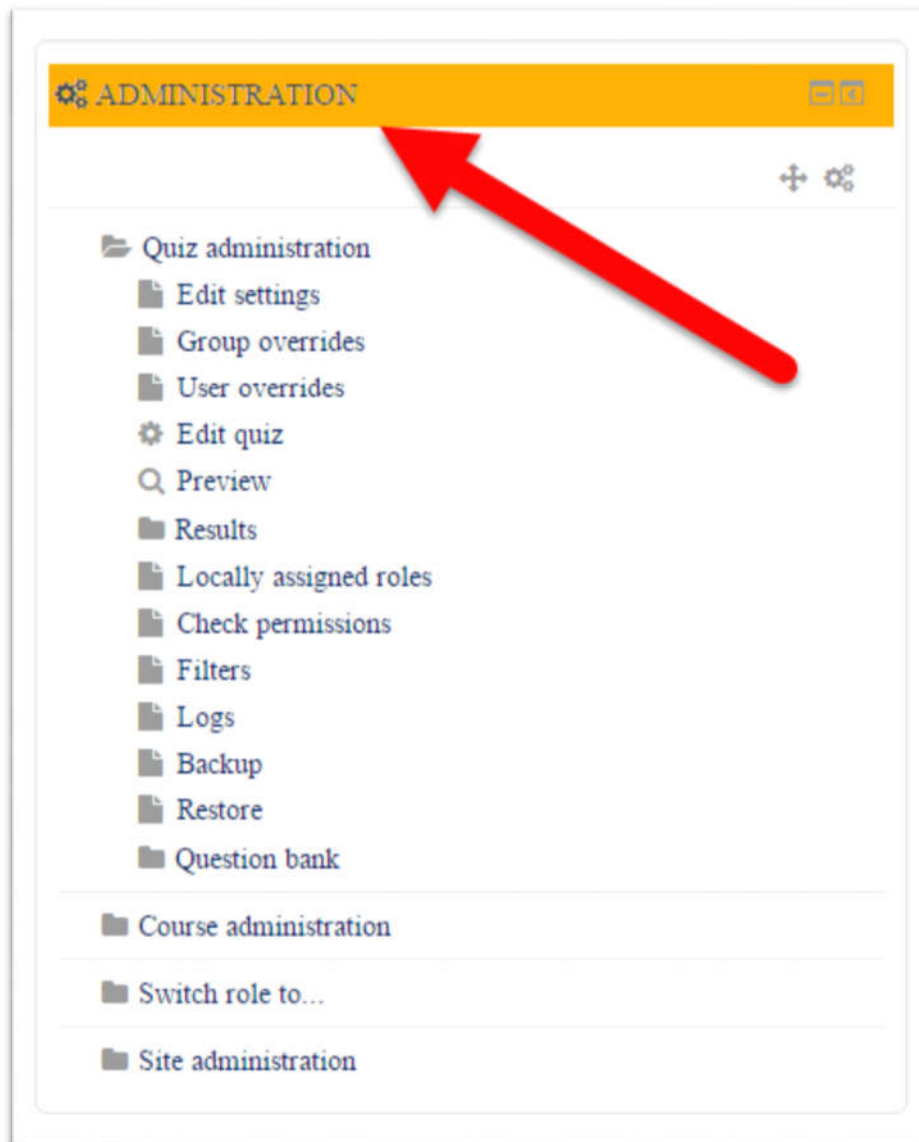 ADMINISTRATION
Quiz administration
Edit settings
Group overrides
User overrides
Edit quiz
Preview
Results
Locally assigned roles
Check permissions
Filters
Logs
Backup
Restore
Question bank
Course administration
Switch role to...
Site administration